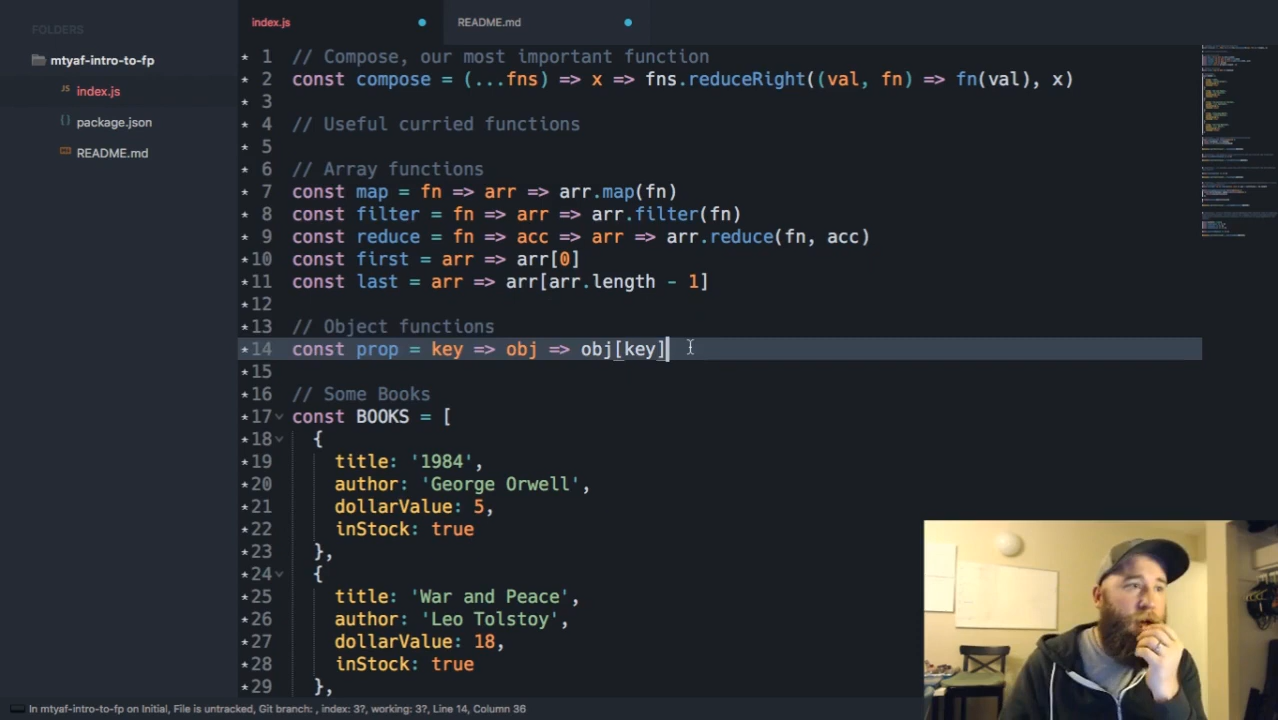 FOLDERS
mtyaf-intro-to-fp
JS index.js
{} package.json
README.md
index.js
README.md
* 1 // Compose, our most important function
* 2 const compose = (...fns) => x => fns.reduceRight((val, fn) => fn(val), x)
* 3
* 4 // Useful curried functions
* 5
* 6 // Array functions
* 7 const map = fn => arr => arr.map(fn)
* 8 const filter = fn => arr => arr.filter(fn)
* 9 const reduce = fn => acc => arr => arr.reduce(fn, acc)
*10 const first = arr => arr[0]
*11 const last = arr => arr[arr.length - 1]
*12
*13 // Object functions
*14 const prop = key => obj => obj[key]
*15
*16 // Some Books
*17 const BOOKS = [
*18 {
*19 title: '1984',
*20 author: 'George Orwell',
*21 dollarValue: 5,
*22 inStock: true
*23 },
*24 {
*25 title: 'War and Peace',
*26 author: 'Leo Tolstoy',
*27 dollarValue: 18,
*28 inStock: true
*29 },
In mtyaf-intro-to-fp on Initial, File is untracked, Git branch: , index: 3?, working: 3?, Line 14, Column 36